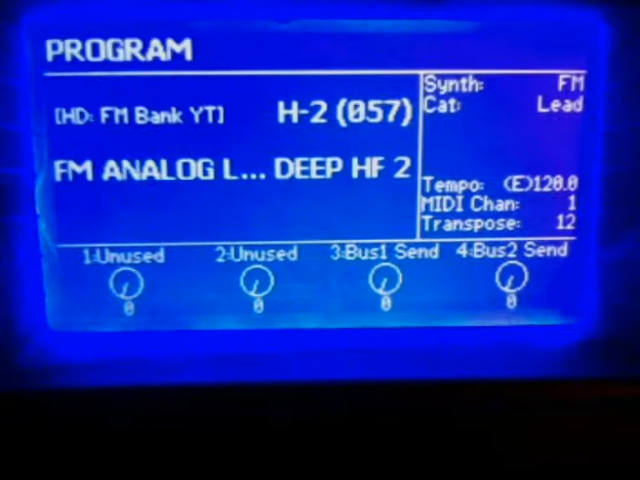 PROGRAM
[HD: FM Bank YT] H-2 (057)
FM ANALOG L... DEEP HF 2
Synth: FM
Cat: Lead
Tempo: (E)120.0
MIDI Chan: 1
Transpose: 12
1:Unused 2:Unused 3:Bus1 Send 4:Bus2 Send
0 0 0 0